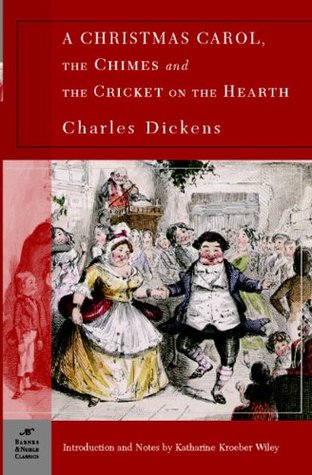 A CHRISTMAS CAROL,
THE CHIMES and
THE CRICKET ON THE HEARTH
Charles Dickens
BARNES
& NOBLE
CLASSICS
Introduction and Notes by Katharine Kroeber Wiley